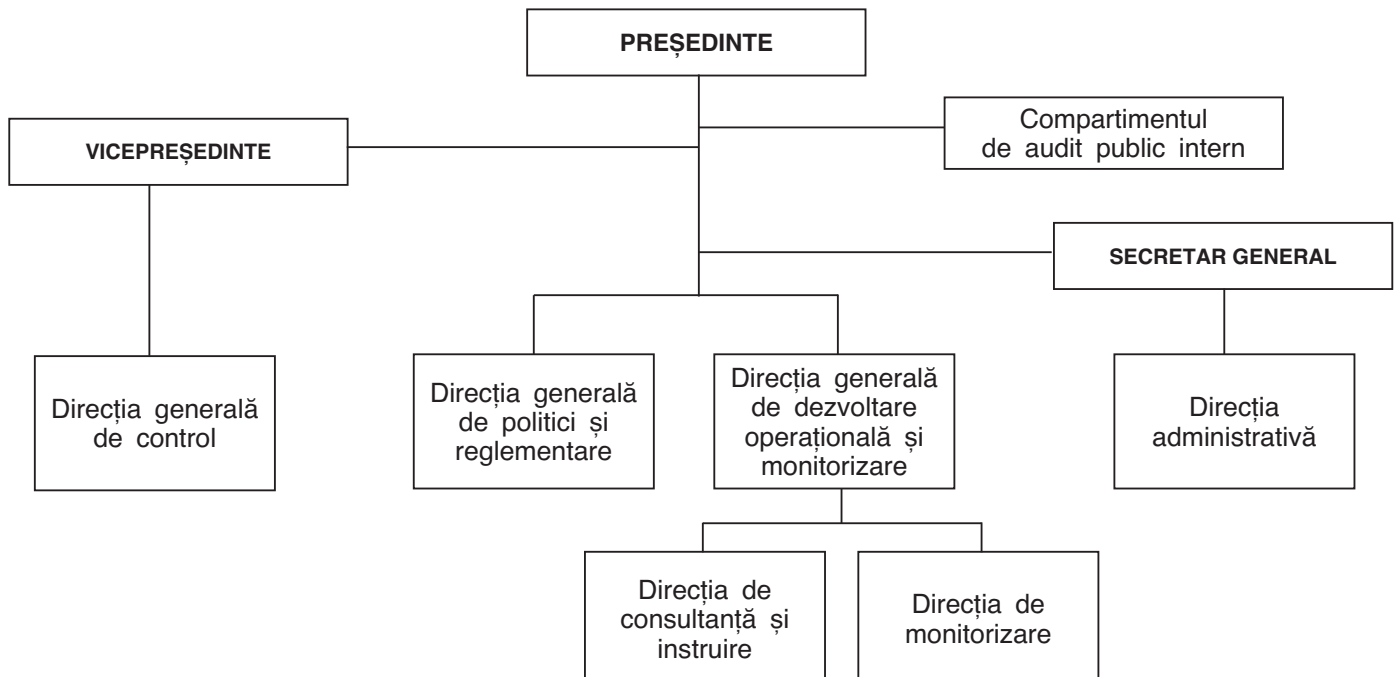 PREȘEDINTE
Compartimentul
de audit public intern
VICEPREȘEDINTE
SECRETAR GENERAL
Direcția generală
de control
Direcția generală
de politici și
reglementare
Direcția generală
de dezvoltare
operațională și
monitorizare
Direcția
administrativă
Direcția de
consultanță și
instruire
Direcția de
monitorizare